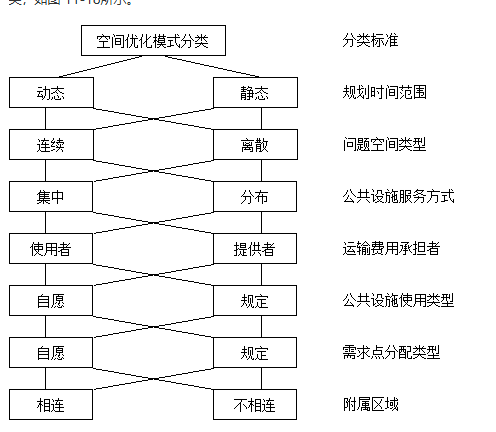 类，如图 11-16所示。
空间优化模式分类 分类标准
动态 静态 规划时间范围
连续 离散 问题空间类型
集中 分布 公共设施服务方式
使用者 提供者 运输费用承担者
自愿 规定 公共设施使用类型
自愿 规定 需求点分配类型
相连 不相连 附属区域